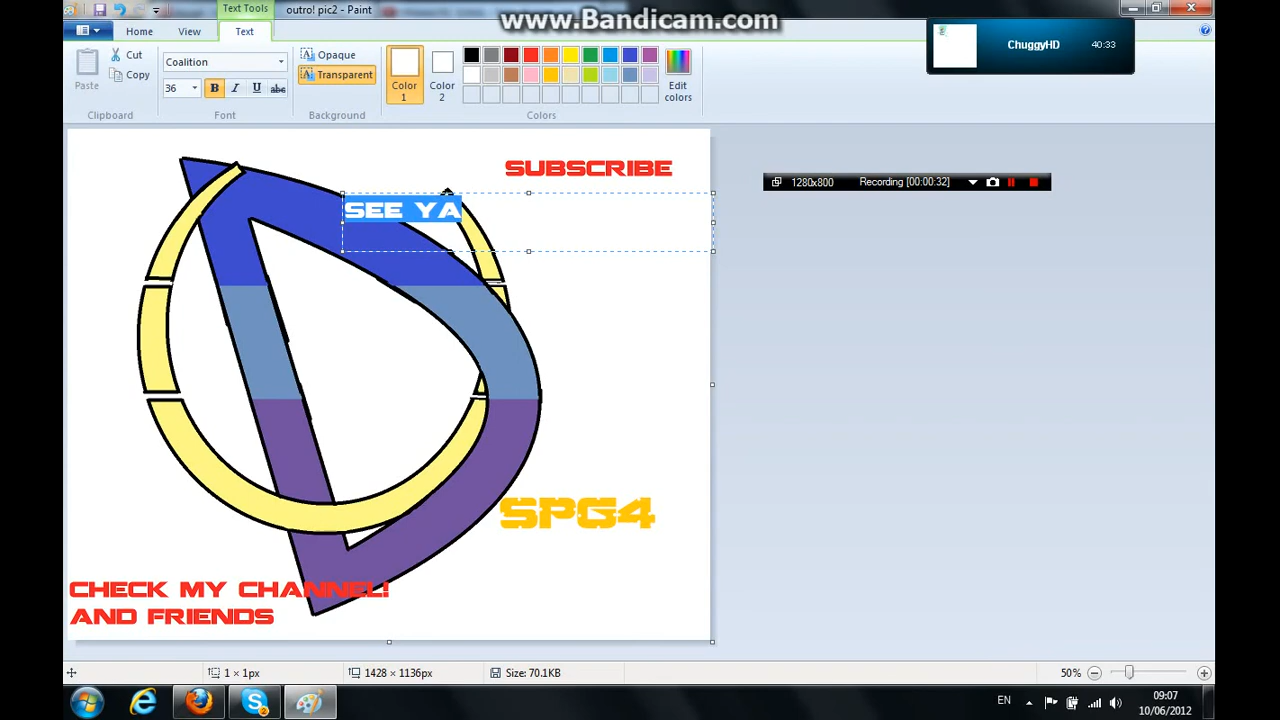 www.Bandicam.com
Text Tools
outro! pic2 - Paint
Home
View
Text
Paste
Cut
Copy
Clipboard
Coalition
36
B
I
U
abc
Font
Opaque
Transparent
Background
Color 1
Color 2
Edit colors
Colors
ChuggyHD
40:33
1280x800
Recording [00:00:32]
SUBSCRIBE
SEE YA
SPG4
CHECK MY CHANNEL!
AND FRIENDS
1 × 1px
1428 × 1136px
Size: 70.1KB
50%
EN
09:07
10/06/2012